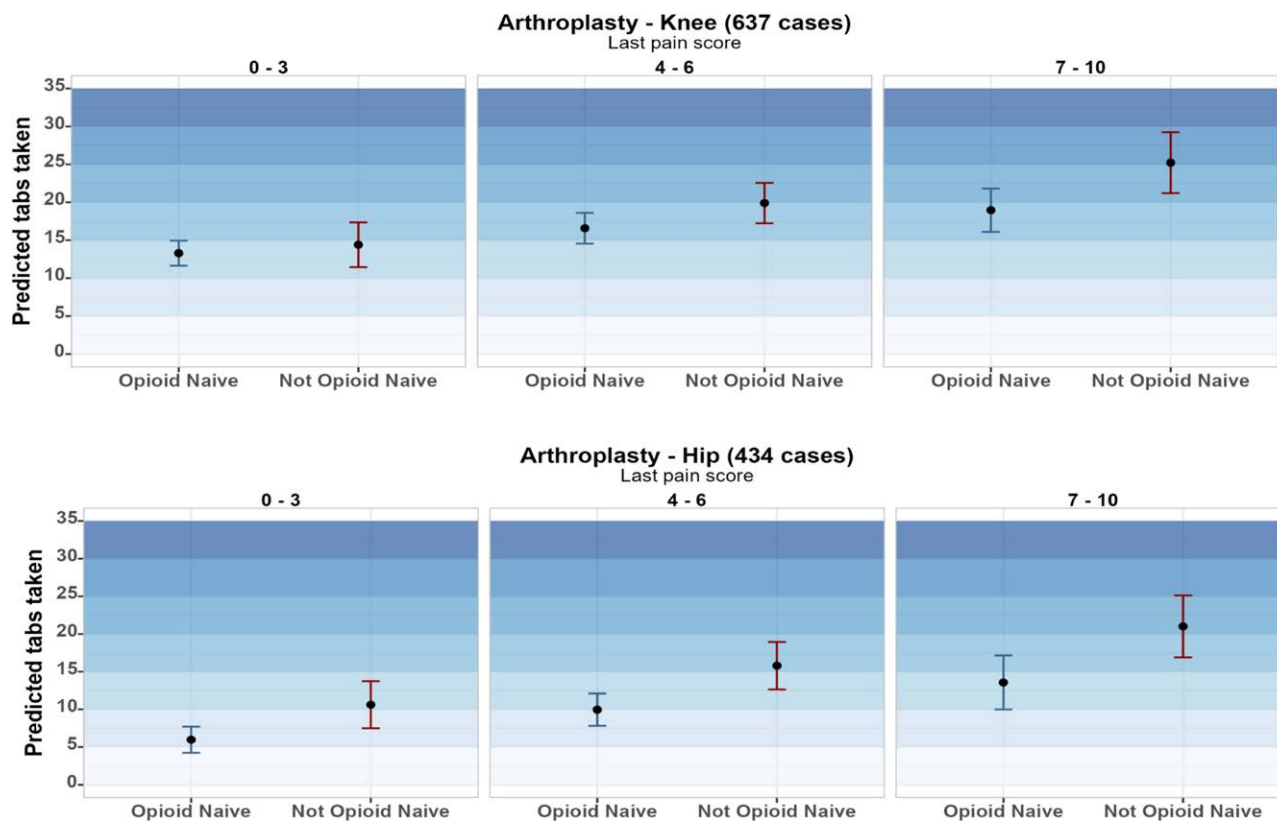 Arthroplasty - Knee (637 cases)
Last pain score
0 - 3 4 - 6 7 - 10
Predicted tabs taken
35
30
25
20
15
10
5
0
Opioid Naive Not Opioid Naive Opioid Naive Not Opioid Naive Opioid Naive Not Opioid Naive
Arthroplasty - Hip (434 cases)
Last pain score
0 - 3 4 - 6 7 - 10
Predicted tabs taken
35
30
25
20
15
10
5
0
Opioid Naive Not Opioid Naive Opioid Naive Not Opioid Naive Opioid Naive Not Opioid Naive